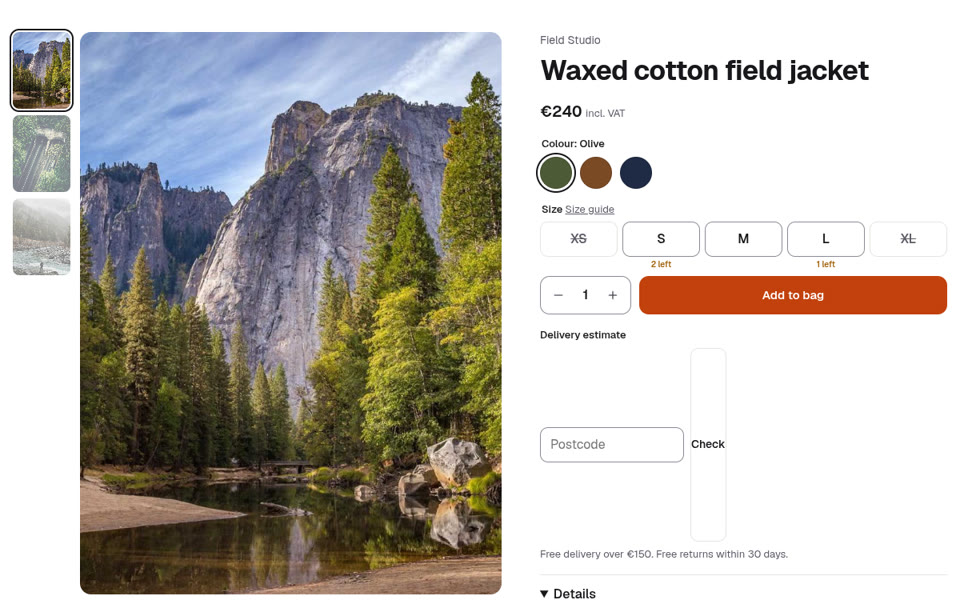 Field Studio
Waxed cotton field jacket
€240 incl. VAT
Colour: Olive
Size Size guide
XS S M L XL
2 left 1 left
− 1 +
Add to bag
Delivery estimate
Postcode
Check
Free delivery over €150. Free returns within 30 days.
Details